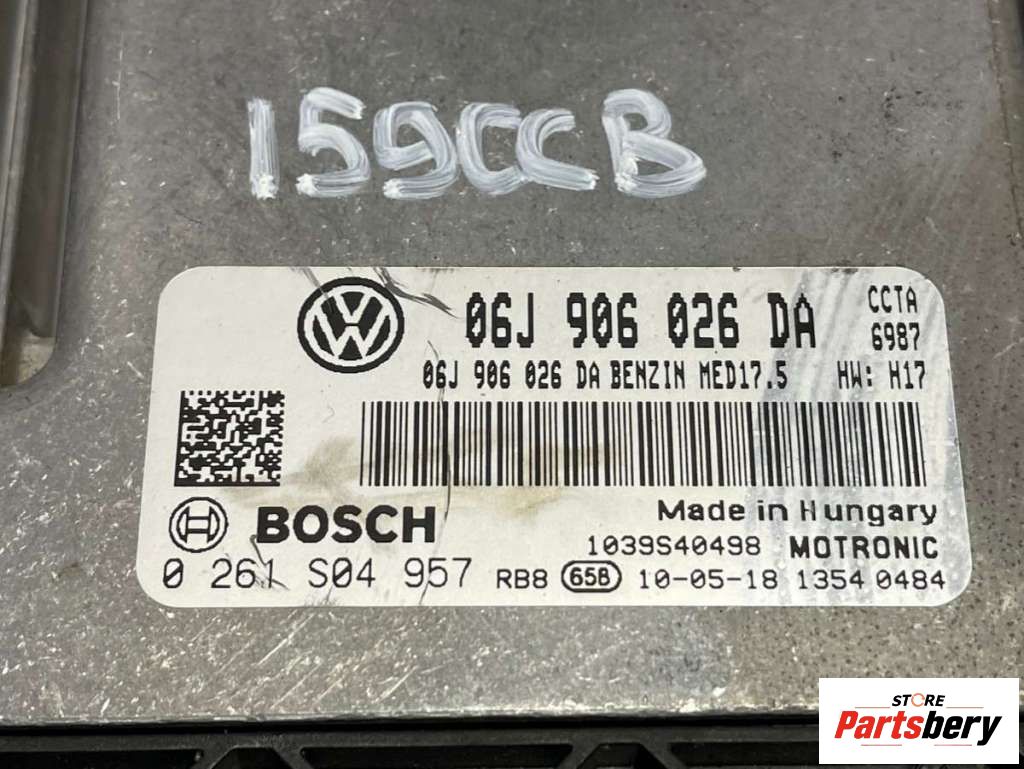 159CCB
06J 906 026 DA CCTA 6987
06J 906 026 DA BENZIN MED17.5 HW: H17
BOSCH Made in Hungary
1039S40498 MOTRONIC
0 261 S04 957 RB8 65B 10-05-18 1354 0484
STORE
Partsbery